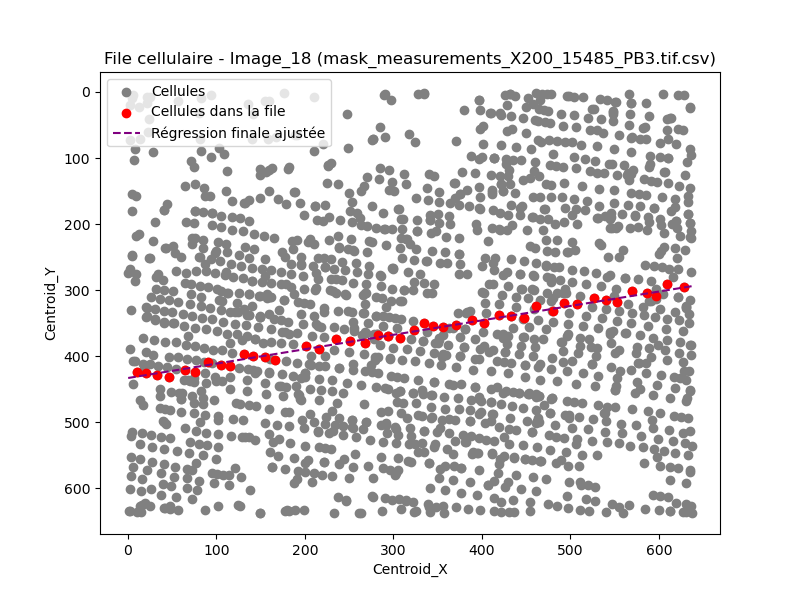 File cellulaire - Image_18 (mask_measurements_X200_15485_PB3.tif.csv)
Cellules
Cellules dans la file
Régression finale ajustée
0
100
200
300
400
500
600
Centroid_Y
0 100 200 300 400 500 600
Centroid_X